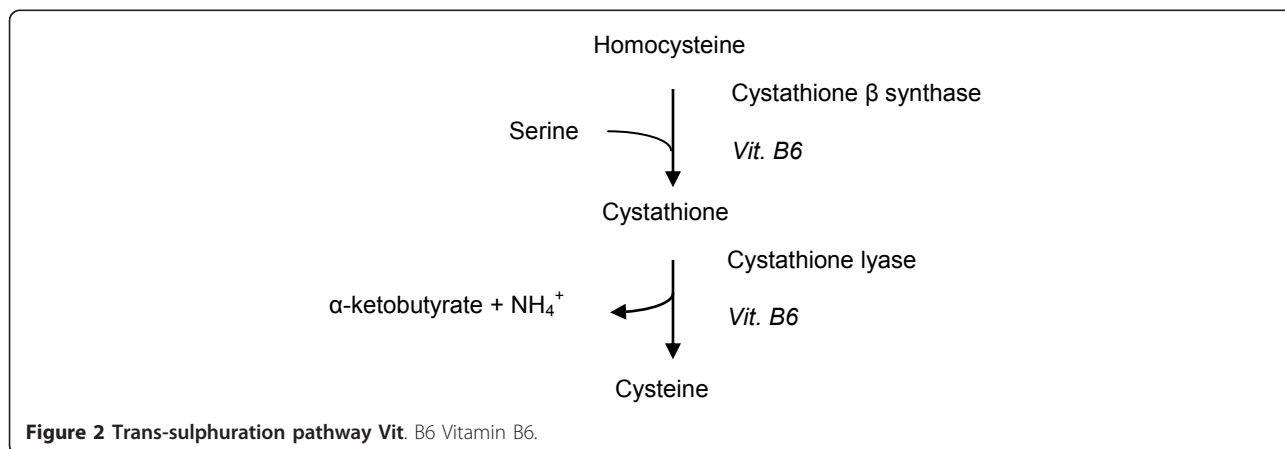 Homocysteine
Cystathione β synthase
Serine
Vit. B6
Cystathione
Cystathione lyase
α-ketobutyrate + NH₄⁺
Vit. B6
Cysteine
Figure 2 Trans-sulphuration pathway Vit. B6 Vitamin B6.